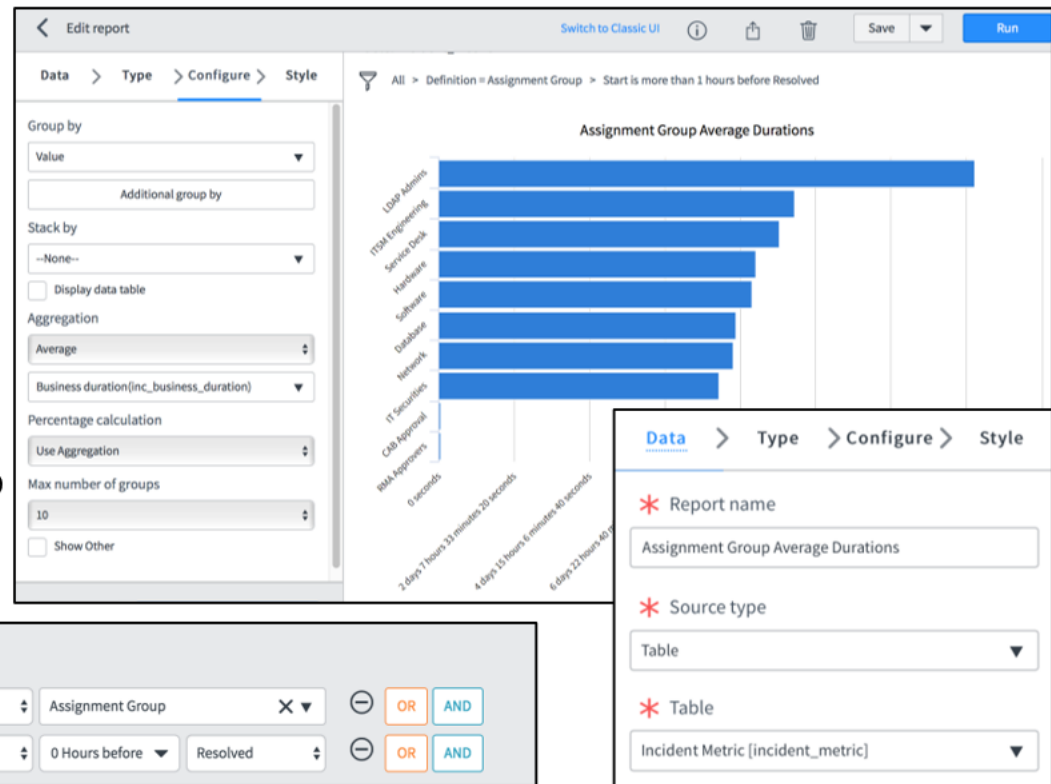 Edit report
Switch to Classic UI
Save
Run
Data > Type > Configure > Style
All > Definition = Assignment Group > Start is more than 1 hours before Resolved
Group by
Value
Additional group by
Stack by
--None--
Display data table
Aggregation
Average
Business duration(inc_business_duration)
Percentage calculation
Use Aggregation
Max number of groups
10
Show Other
Assignment Group Average Durations
LDAP Admins
ITSM Engineering
Service Desk
Hardware
Software
Database
Network
IT Securities
CAB Approval
RMA Approvers
0 seconds
2 days 7 hours 33 minutes 20 seconds
4 days 15 hours 6 minutes 40 seconds
6 days 22 hours 40
Data > Type > Configure > Style
* Report name
Assignment Group Average Durations
* Source type
Table
* Table
Incident Metric [incident_metric]
Assignment Group
OR AND
0 Hours before
Resolved
OR AND